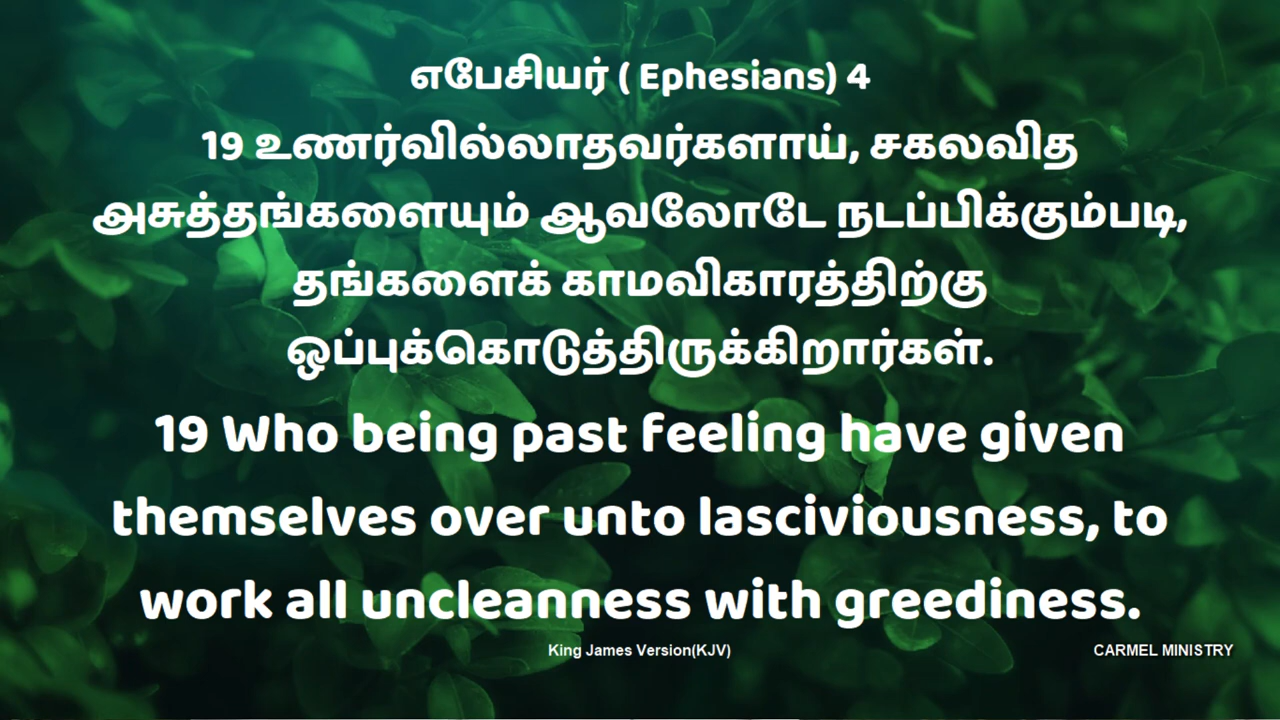 எபேசியர் ( Ephesians) 4
19 உணர்வில்லாதவர்களாய், சகலவித
அசுத்தங்களையும் ஆவலோடே நடப்பிக்கும்படி,
தங்களைக் காமவிகாரத்திற்கு
ஒப்புக்கொடுத்திருக்கிறார்கள்.
19 Who being past feeling have given
themselves over unto lasciviousness, to
work all uncleanness with greediness.
King James Version(KJV)
CARMEL MINISTRY